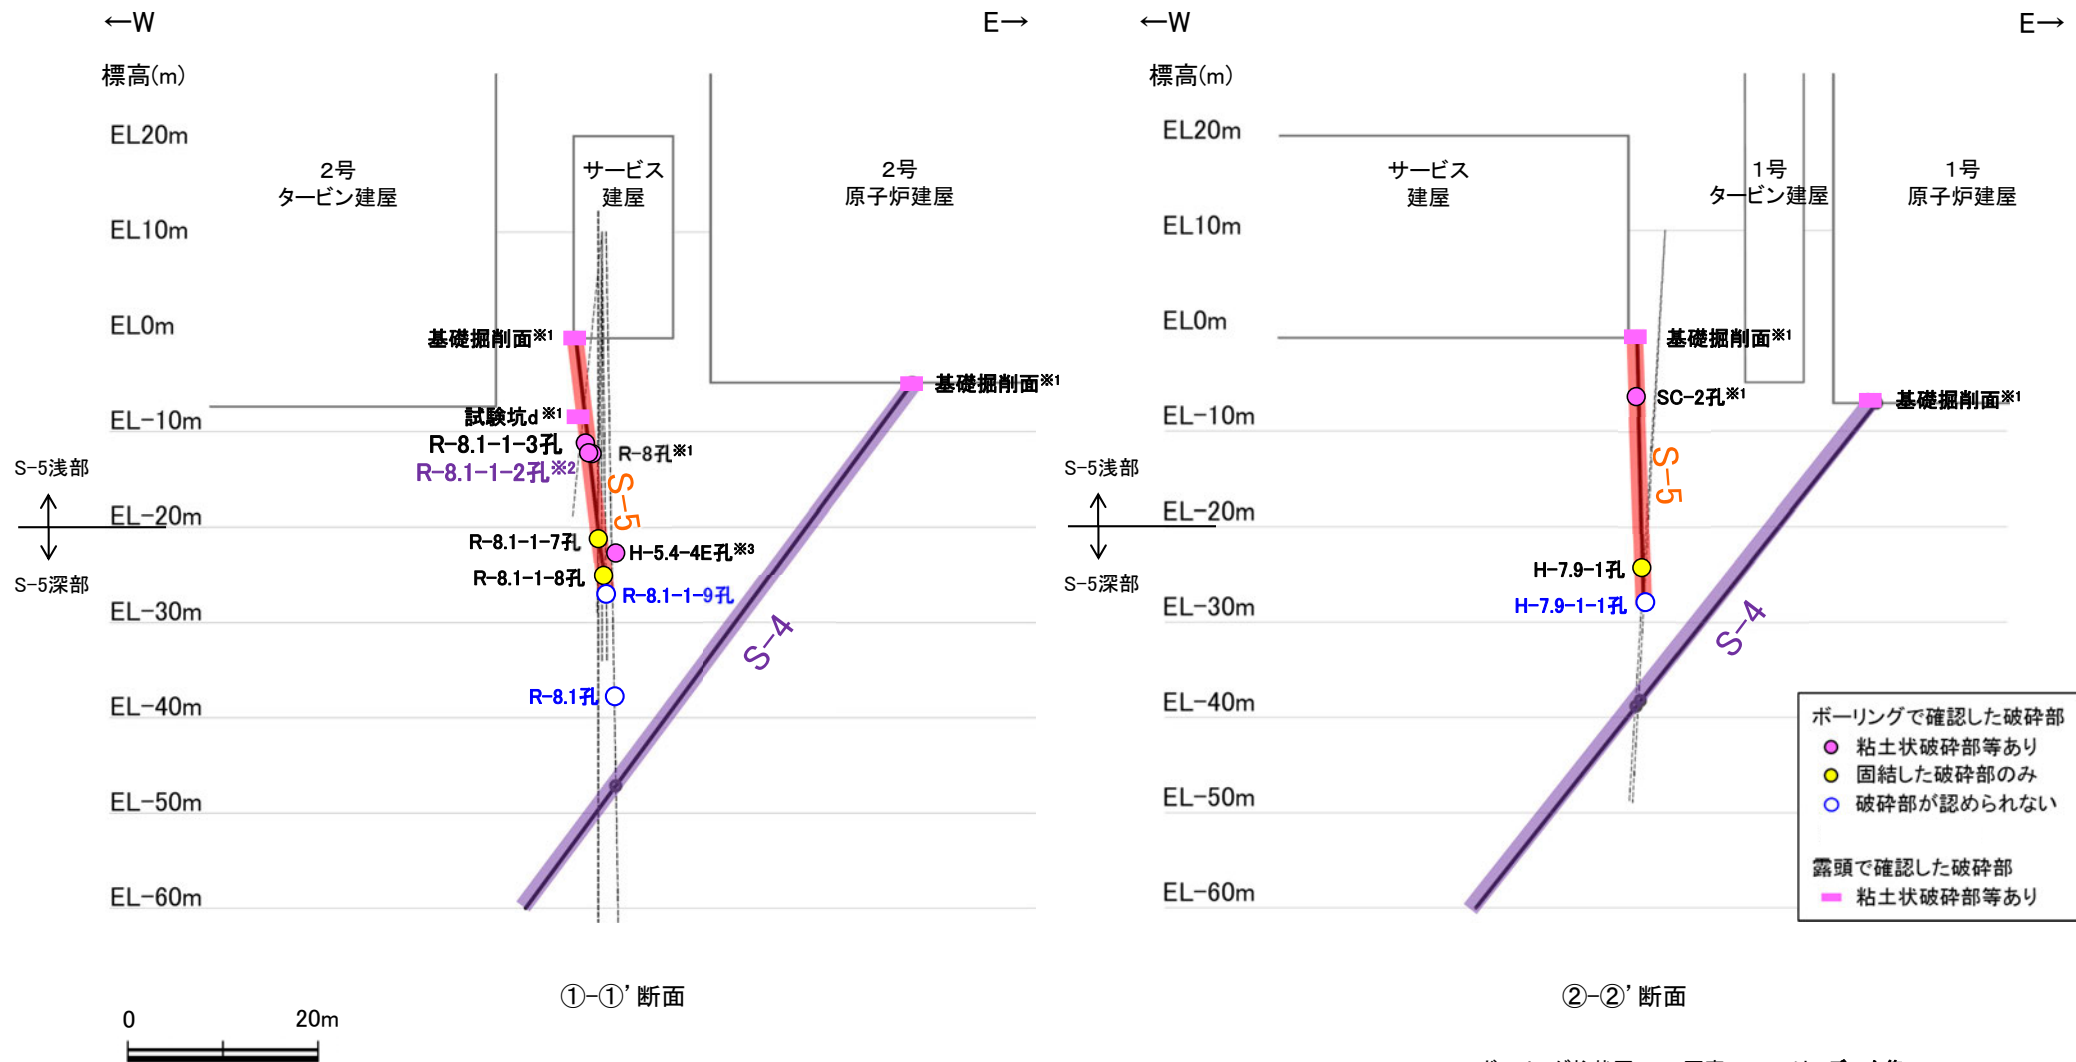 ←W
E→
標高(m)
EL20m
EL10m
EL0m
EL-10m
EL-20m
EL-30m
EL-40m
EL-50m
EL-60m
2号
タービン建屋
サービス
建屋
2号
原子炉建屋
基礎掘削面※1
基礎掘削面※1
試験坑d※1
R-8.1-1-3孔
R-8孔※1
R-8.1-1-2孔※2
S-5浅部
S-5深部
S-5
R-8.1-1-7孔
H-5.4-4E孔※3
R-8.1-1-8孔
R-8.1-1-9孔
S-4
R-8.1孔
①-①’断面
0 20m
←W
E→
標高(m)
EL20m
EL10m
EL0m
EL-10m
EL-20m
EL-30m
EL-40m
EL-50m
EL-60m
サービス
建屋
1号
タービン建屋
1号
原子炉建屋
基礎掘削面※1
SC-2孔※1
基礎掘削面※1
S-5浅部
S-5深部
S-5
H-7.9-1孔
H-7.9-1-1孔
S-4
②-②’断面
ボーリングで確認した破砕部
粘土状破砕部等あり
固結した破砕部のみ
破砕部が認められない
露頭で確認した破砕部
粘土状破砕部等あり